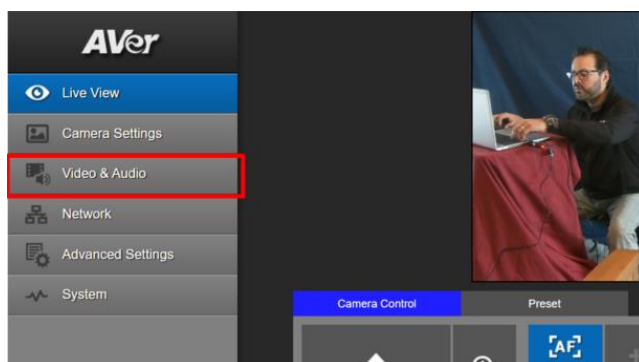 AVer
Live View
Camera Settings
Video & Audio
Network
Advanced Settings
System
Camera Control
Preset
AF